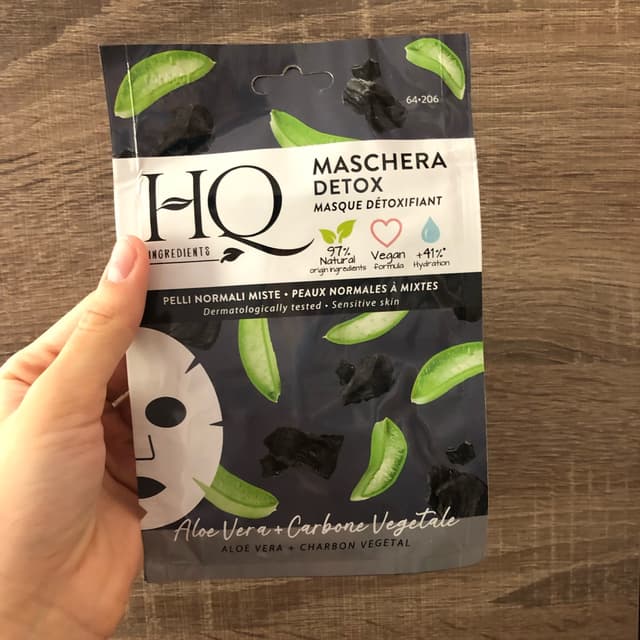 64•206
HQ
INGREDIENTS
MASCHERA
DETOX
MASQUE DÉTOXIFIANT
97%
Natural
origin ingredients
Vegan
formula
+41%*
Hydration
PELLI NORMALI MISTE • PEAUX NORMALES À MIXTES
Dermatologically tested • Sensitive skin
Aloe Vera + Carbone Vegetale
ALOE VERA + CHARBON VÉGÉTAL